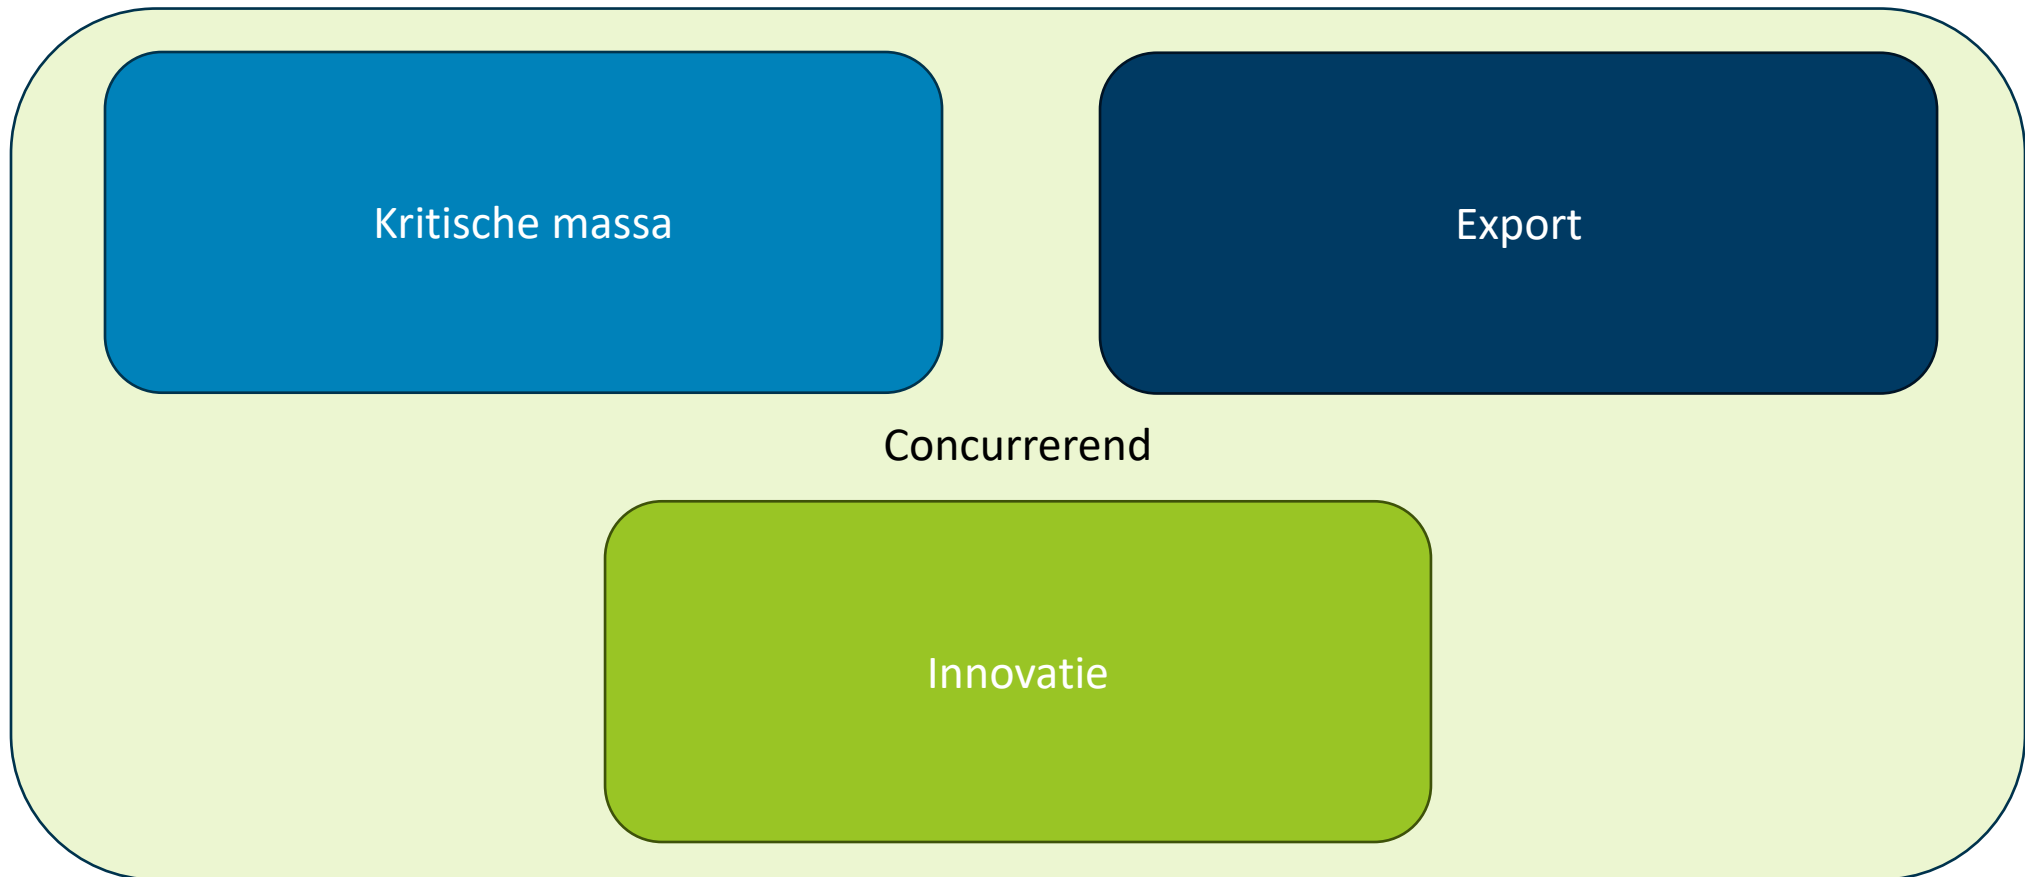 Kritische massa
Export
Concurrerend
Innovatie